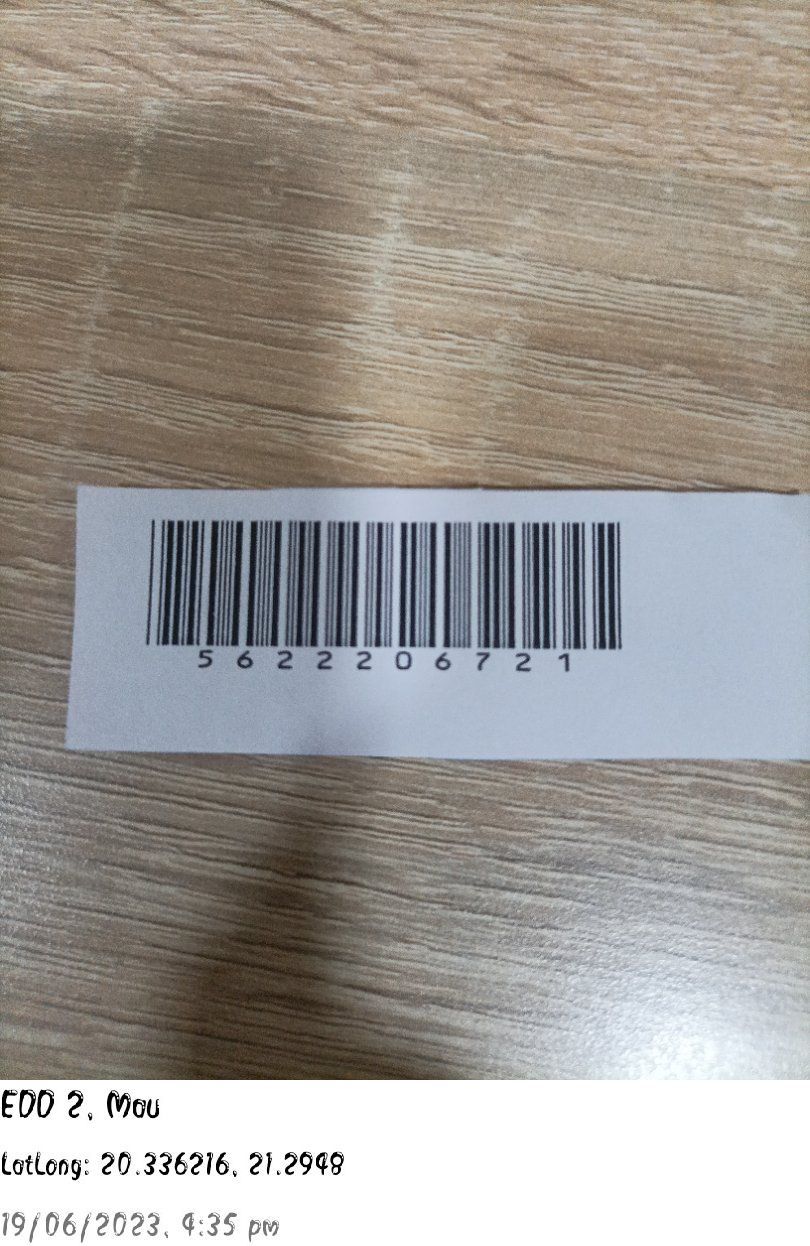 5622206721
EDD 2, Mou
LatLong: 20.336216, 21.2948
19/06/2023, 4:35 pm